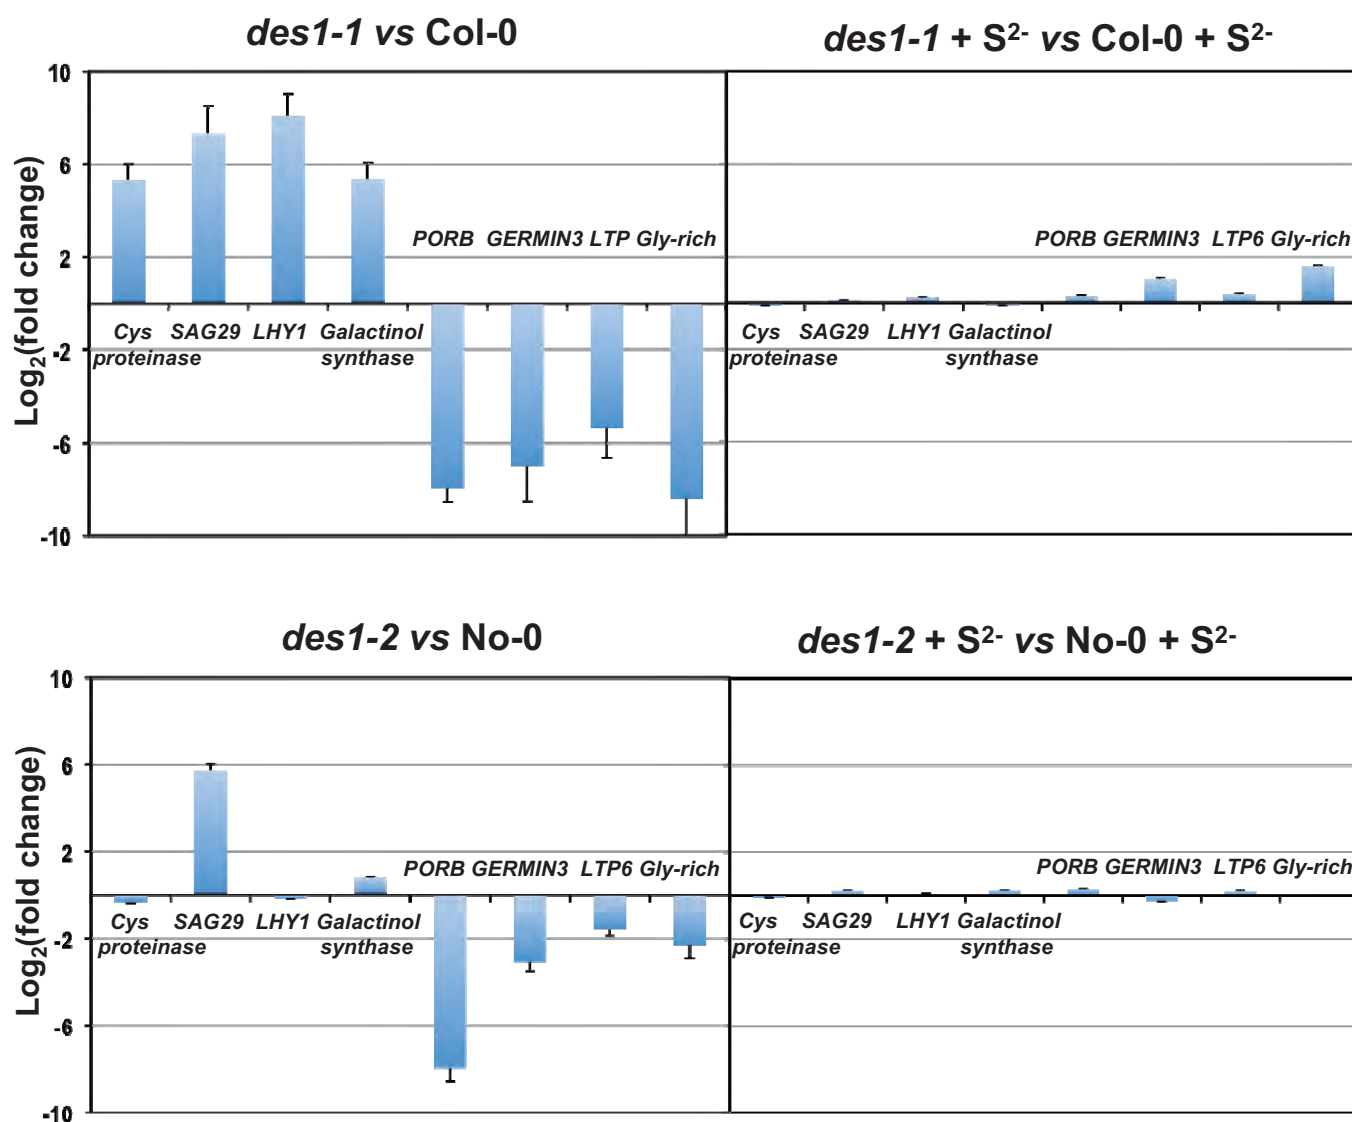 des1-1 vs Col-0
des1-1 + S2- vs Col-0 + S2-
Log2(fold change)
10
6
2
-2
-6
-10
PORB GERMIN3 LTP Gly-rich
Cys SAG29 LHY1 Galactinol
proteinase synthase
PORB GERMIN3 LTP6 Gly-rich
Cys SAG29 LHY1 Galactinol
proteinase synthase
des1-2 vs No-0
des1-2 + S2- vs No-0 + S2-
Log2(fold change)
10
6
2
-2
-6
-10
PORB GERMIN3 LTP6 Gly-rich
Cys SAG29 LHY1 Galactinol
proteinase synthase
PORB GERMIN3 LTP6 Gly-rich
Cys SAG29 LHY1 Galactinol
proteinase synthase